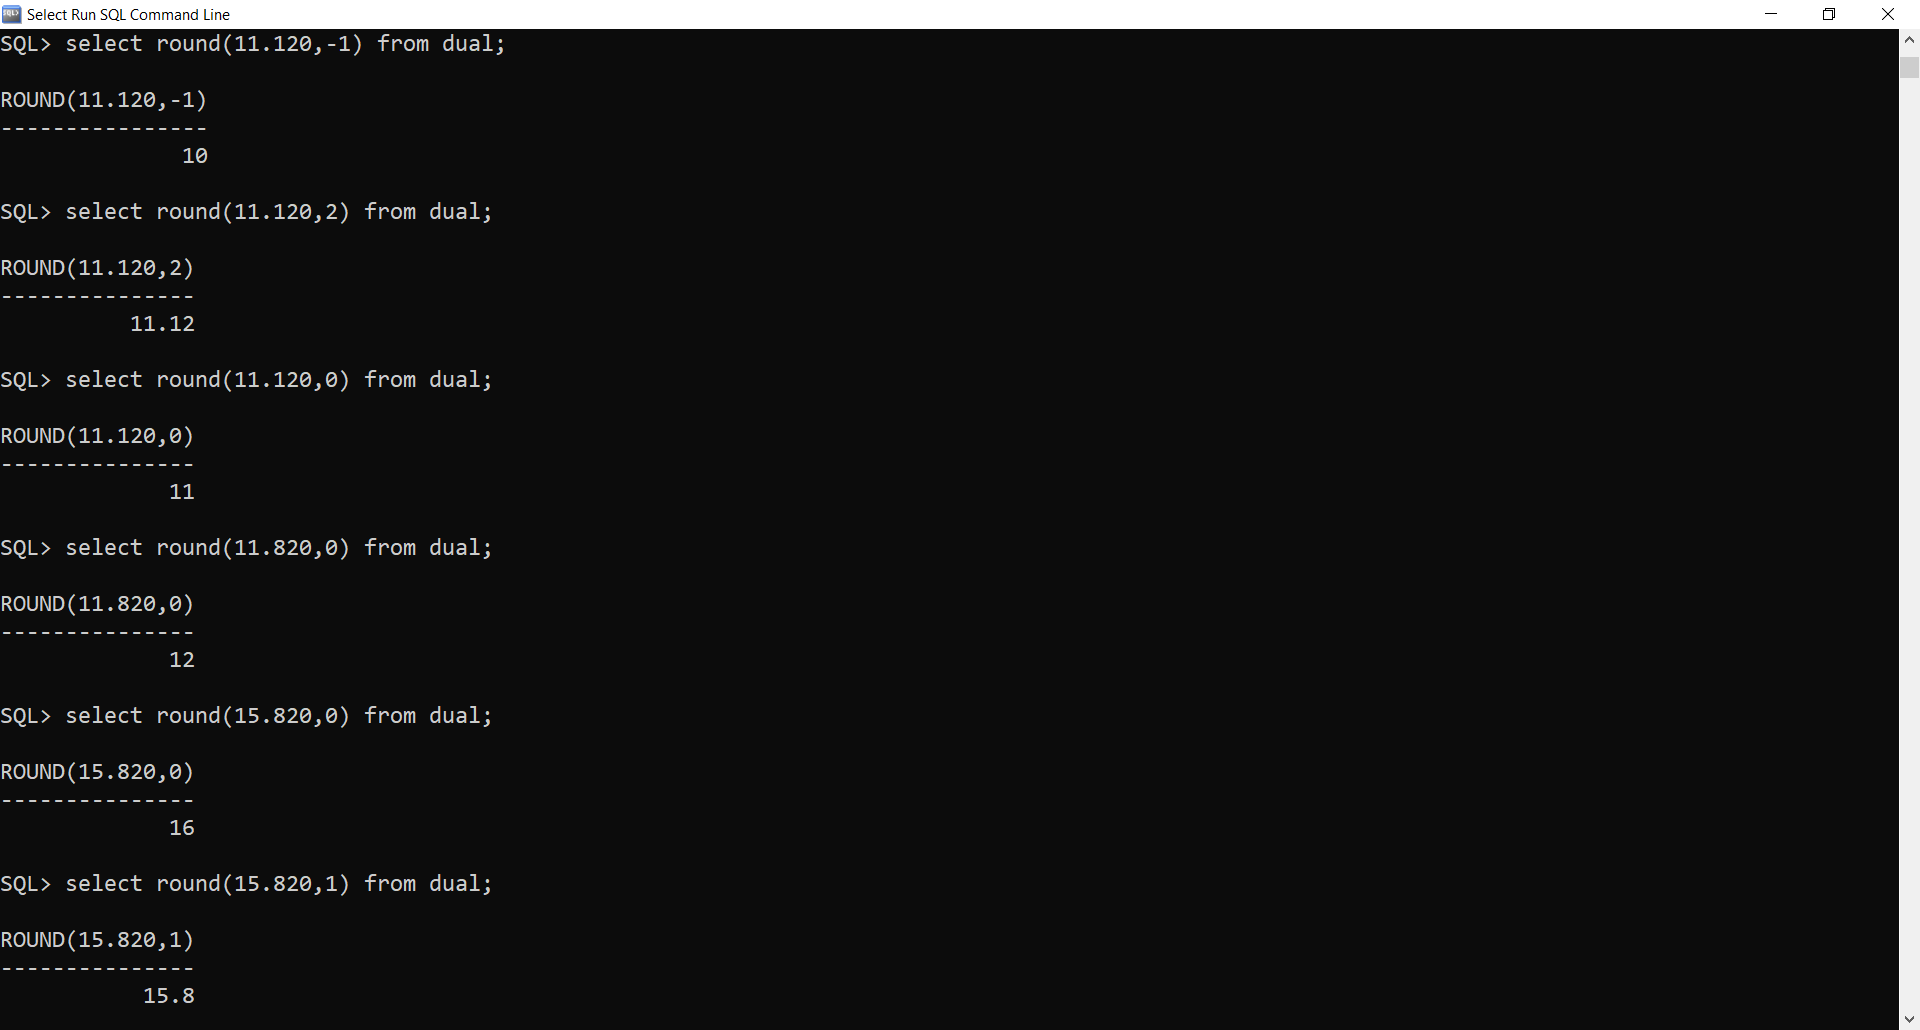 Select Run SQL Command Line
SQL> select round(11.120,-1) from dual;
ROUND(11.120,-1)
----------------
10
SQL> select round(11.120,2) from dual;
ROUND(11.120,2)
---------------
11.12
SQL> select round(11.120,0) from dual;
ROUND(11.120,0)
---------------
11
SQL> select round(11.820,0) from dual;
ROUND(11.820,0)
---------------
12
SQL> select round(15.820,0) from dual;
ROUND(15.820,0)
---------------
16
SQL> select round(15.820,1) from dual;
ROUND(15.820,1)
---------------
15.8